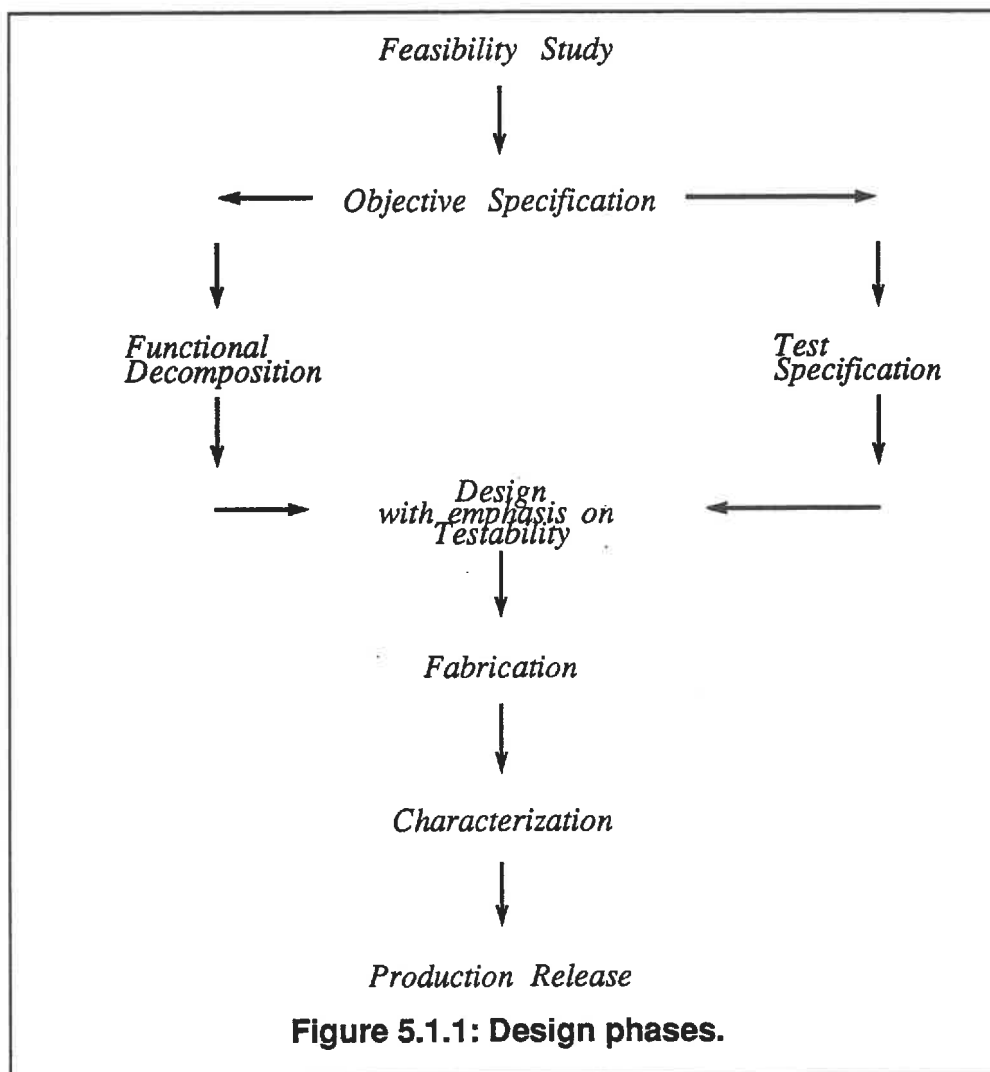 Feasibility Study
Objective Specification
Functional
Decomposition
Test
Specification
Design
with emphasis on
Testability
Fabrication
Characterization
Production Release
Figure 5.1.1: Design phases.